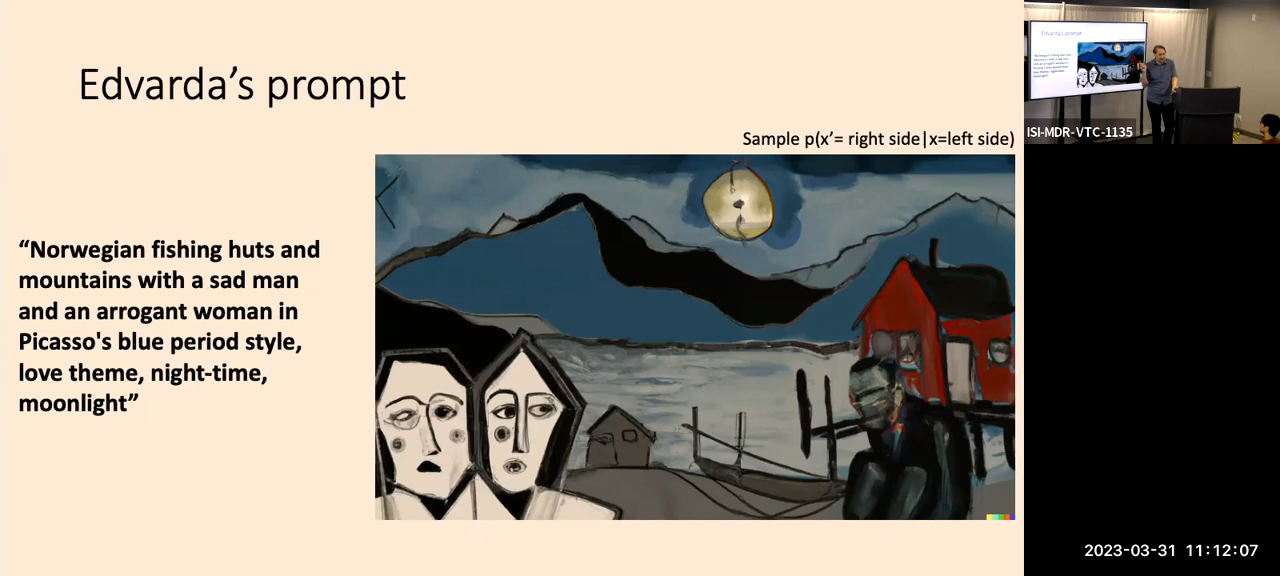 Edvarda’s prompt
Sample p(x’= right side|x=left side)
“Norwegian fishing huts and
mountains with a sad man
and an arrogant woman in
Picasso's blue period style,
love theme, night-time,
moonlight”
Edvarda's prompt
ISI-MDR-VTC-1135
2023-03-31 11:12:07